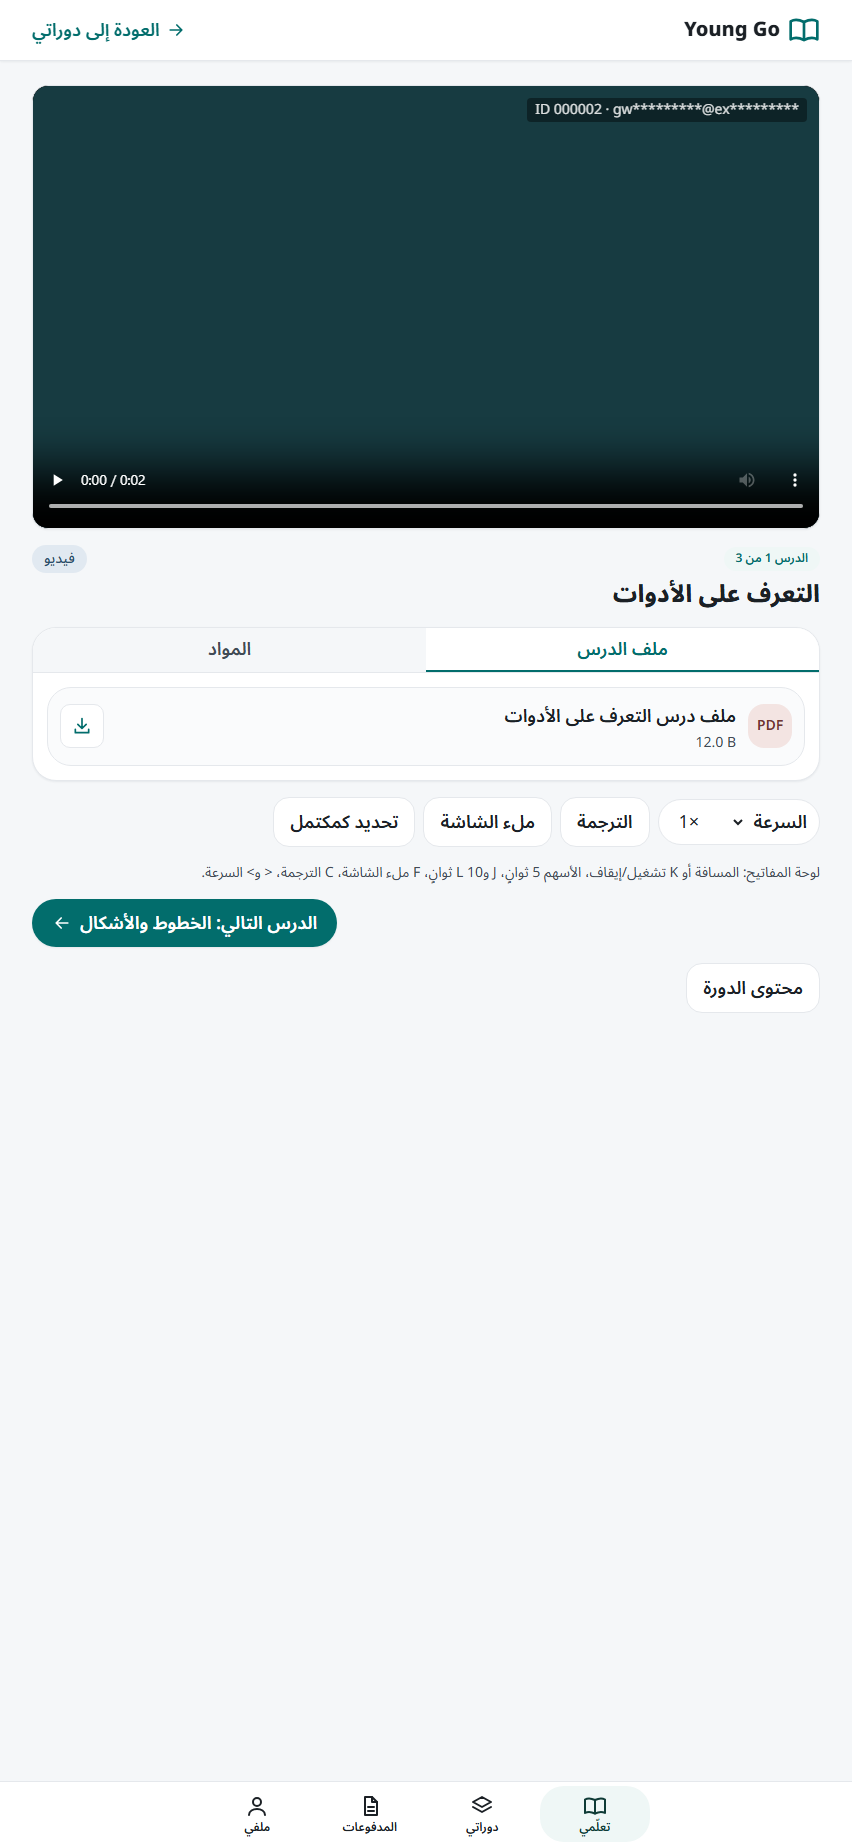 Young Go
العودة إلى دوراتي
ID 000002 · gw*********@ex*********
0:00 / 0:02
الدرس 1 من 3
فيديو
التعرف على الأدوات
ملف الدرس
المواد
PDF
ملف درس التعرف على الأدوات
12.0 B
السرعة
1×
الترجمة
ملء الشاشة
تحديد كمكتمل
لوحة المفاتيح: المسافة أو K تشغيل/إيقاف، الأسهم 5 ثوانٍ، J و10 L ثوانٍ، F ملء الشاشة، C الترجمة، < و> السرعة.
الدرس التالي: الخطوط والأشكال
محتوى الدورة
تعلّمي
دوراتي
المدفوعات
ملفي